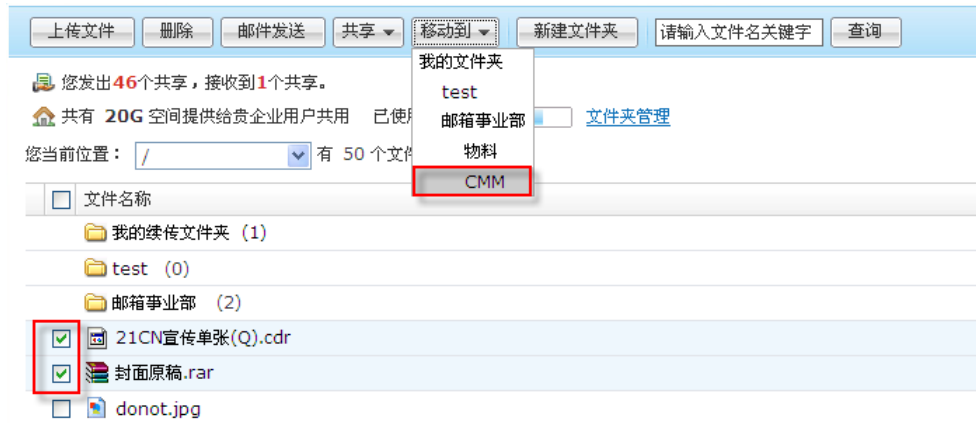 上传文件 删除 邮件发送 共享 移动到 新建文件夹 请输入文件名关键字 查询
我的文件夹
test
邮箱事业部
物料
CMM
您发出46个共享，接收到1个共享。
共有 20G 空间提供给贵企业用户共用 已使 文件夹管理
您当前位置： / 有 50 个文
文件名称
我的续传文件夹 (1)
test (0)
邮箱事业部 (2)
21CN宣传单张(Q).cdr
封面原稿.rar
donot.jpg